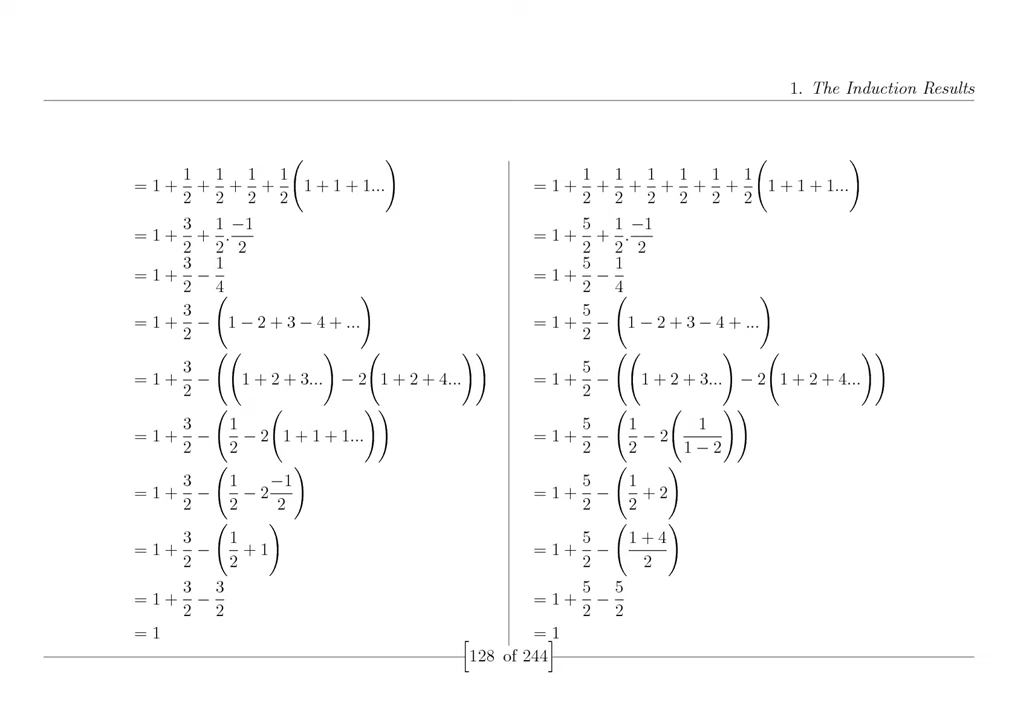 1. The Induction Results
= 1 + 1/2 + 1/2 + 1/2 + 1/2 (1 + 1 + 1...)
= 1 + 3/2 + 1/2 . −1/2
= 1 + 3/2 − 1/4
= 1 + 3/2 − (1 − 2 + 3 − 4 + ...)
= 1 + 3/2 − ((1 + 2 + 3...) − 2(1 + 2 + 4...))
= 1 + 3/2 − (1/2 − 2(1 + 1 + 1...))
= 1 + 3/2 − (1/2 − 2 −1/2)
= 1 + 3/2 − (1/2 + 1)
= 1 + 3/2 − 3/2
= 1
= 1 + 1/2 + 1/2 + 1/2 + 1/2 + 1/2 + 1/2 (1 + 1 + 1...)
= 1 + 5/2 + 1/2 . −1/2
= 1 + 5/2 − 1/4
= 1 + 5/2 − (1 − 2 + 3 − 4 + ...)
= 1 + 5/2 − ((1 + 2 + 3...) − 2(1 + 2 + 4...))
= 1 + 5/2 − (1/2 − 2(1/(1 − 2)))
= 1 + 5/2 − (1/2 + 2)
= 1 + 5/2 − ((1 + 4)/2)
= 1 + 5/2 − 5/2
= 1
[128 of 244]